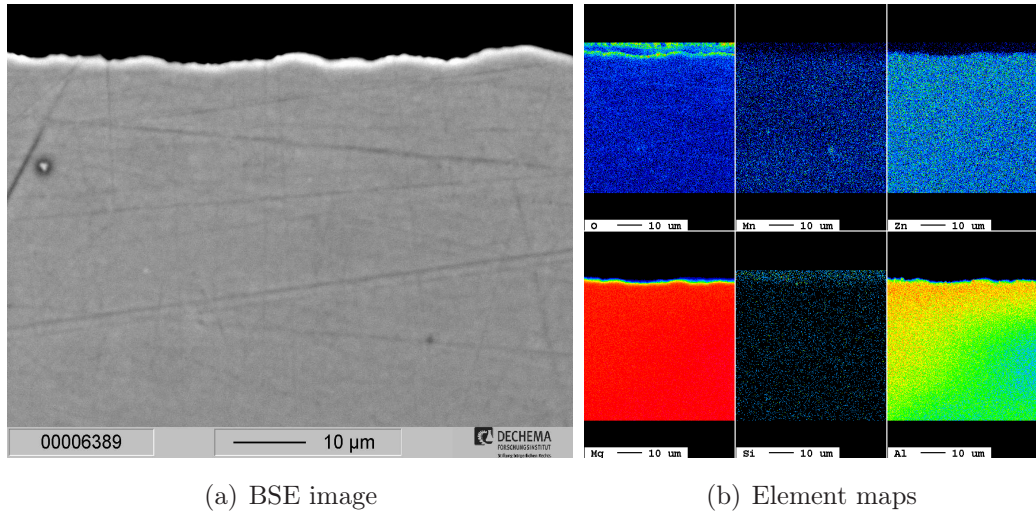 00006389
10 µm
DECHEMA
FORSCHUNGSINSTITUT
O 10 um
Mn 10 um
Zn 10 um
Mg 10 um
Si 10 um
Al 10 um
(a) BSE image
(b) Element maps